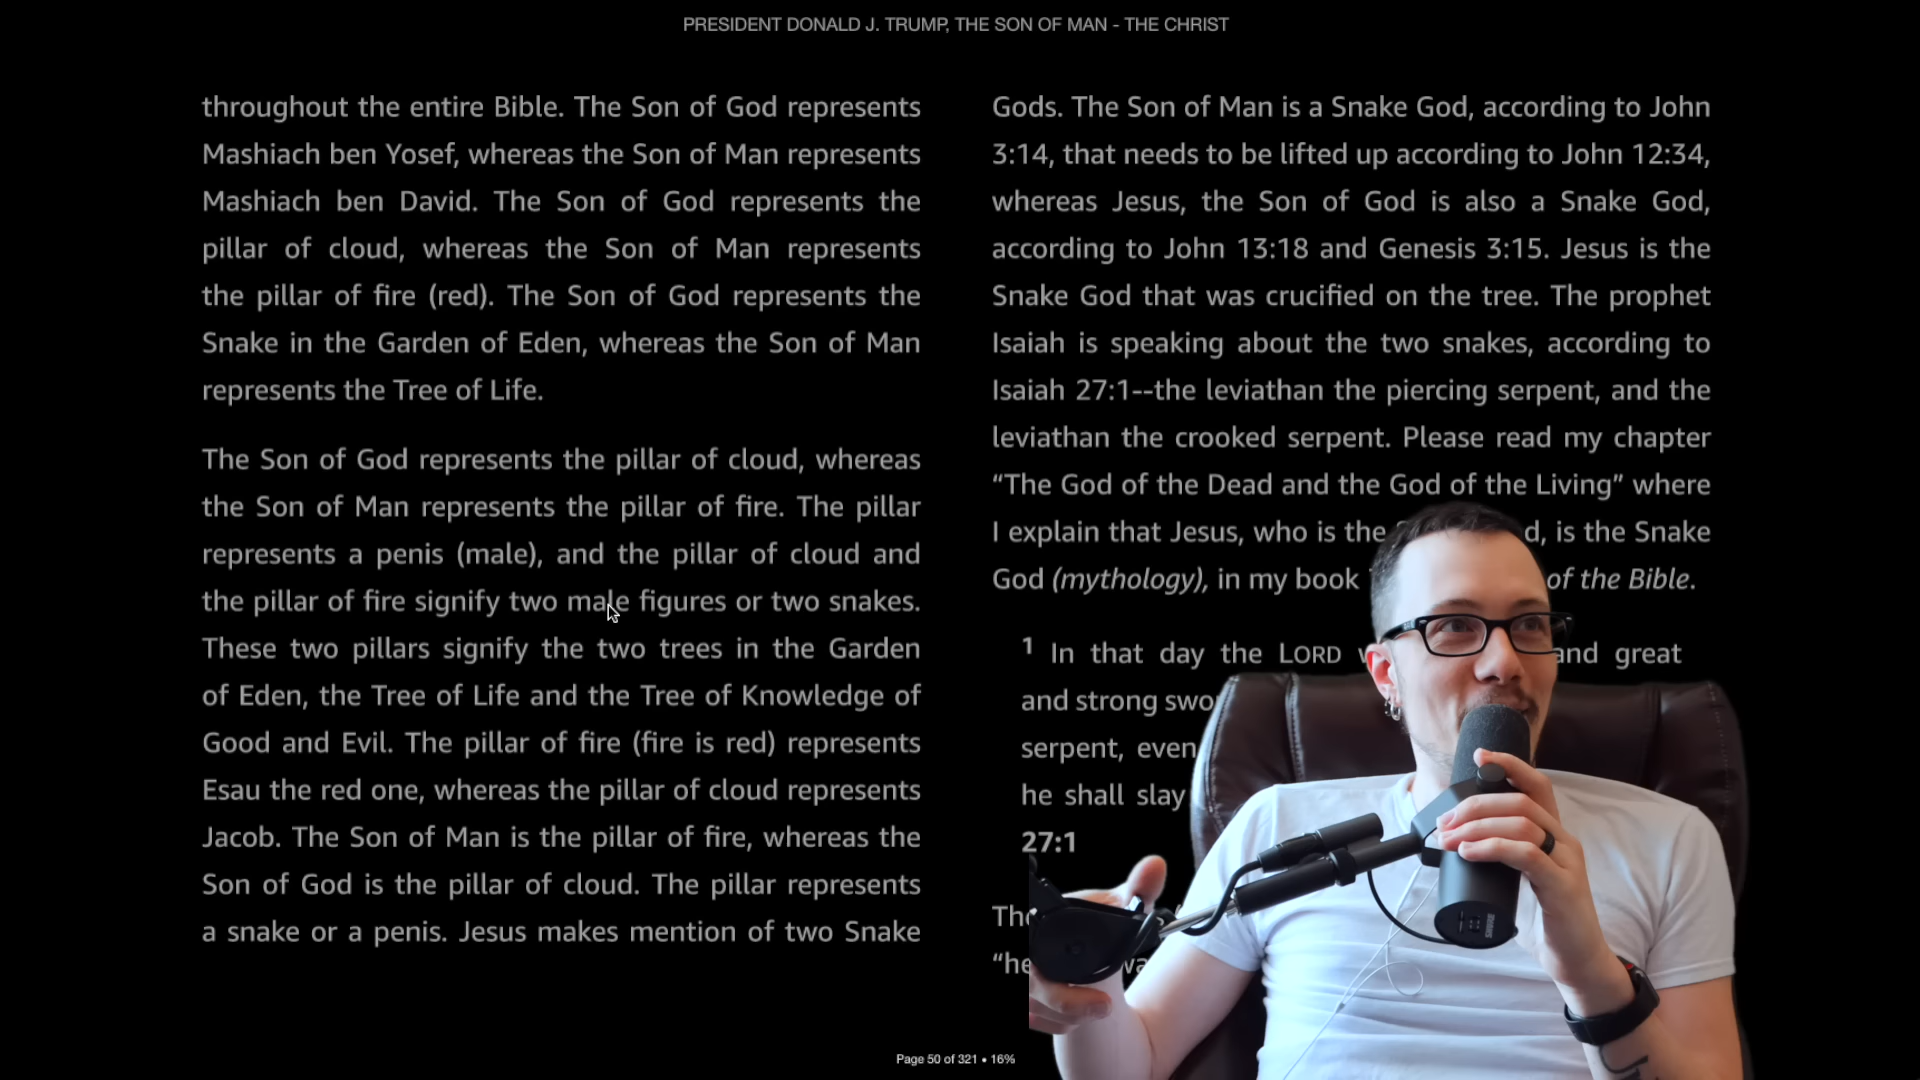 PRESIDENT DONALD J. TRUMP, THE SON OF MAN - THE CHRIST
throughout the entire Bible. The Son of God represents
Mashiach ben Yosef, whereas the Son of Man represents
Mashiach ben David. The Son of God represents the
pillar of cloud, whereas the Son of Man represents
the pillar of fire (red). The Son of God represents the
Snake in the Garden of Eden, whereas the Son of Man
represents the Tree of Life.
The Son of God represents the pillar of cloud, whereas
the Son of Man represents the pillar of fire. The pillar
represents a penis (male), and the pillar of cloud and
the pillar of fire signify two male figures or two snakes.
These two pillars signify the two trees in the Garden
of Eden, the Tree of Life and the Tree of Knowledge of
Good and Evil. The pillar of fire (fire is red) represents
Esau the red one, whereas the pillar of cloud represents
Jacob. The Son of Man is the pillar of fire, whereas the
Son of God is the pillar of cloud. The pillar represents
a snake or a penis. Jesus makes mention of two Snake
Gods. The Son of Man is a Snake God, according to John
3:14, that needs to be lifted up according to John 12:34,
whereas Jesus, the Son of God is also a Snake God,
according to John 13:18 and Genesis 3:15. Jesus is the
Snake God that was crucified on the tree. The prophet
Isaiah is speaking about the two snakes, according to
Isaiah 27:1--the leviathan the piercing serpent, and the
leviathan the crooked serpent. Please read my chapter
“The God of the Dead and the God of the Living” where
I explain that Jesus, who is the is the Snake
God (mythology), in my book of the Bible.
1 In that day the LORD and great
and strong
serpent, even
he shall slay
27:1
Page 50 of 321 • 16%